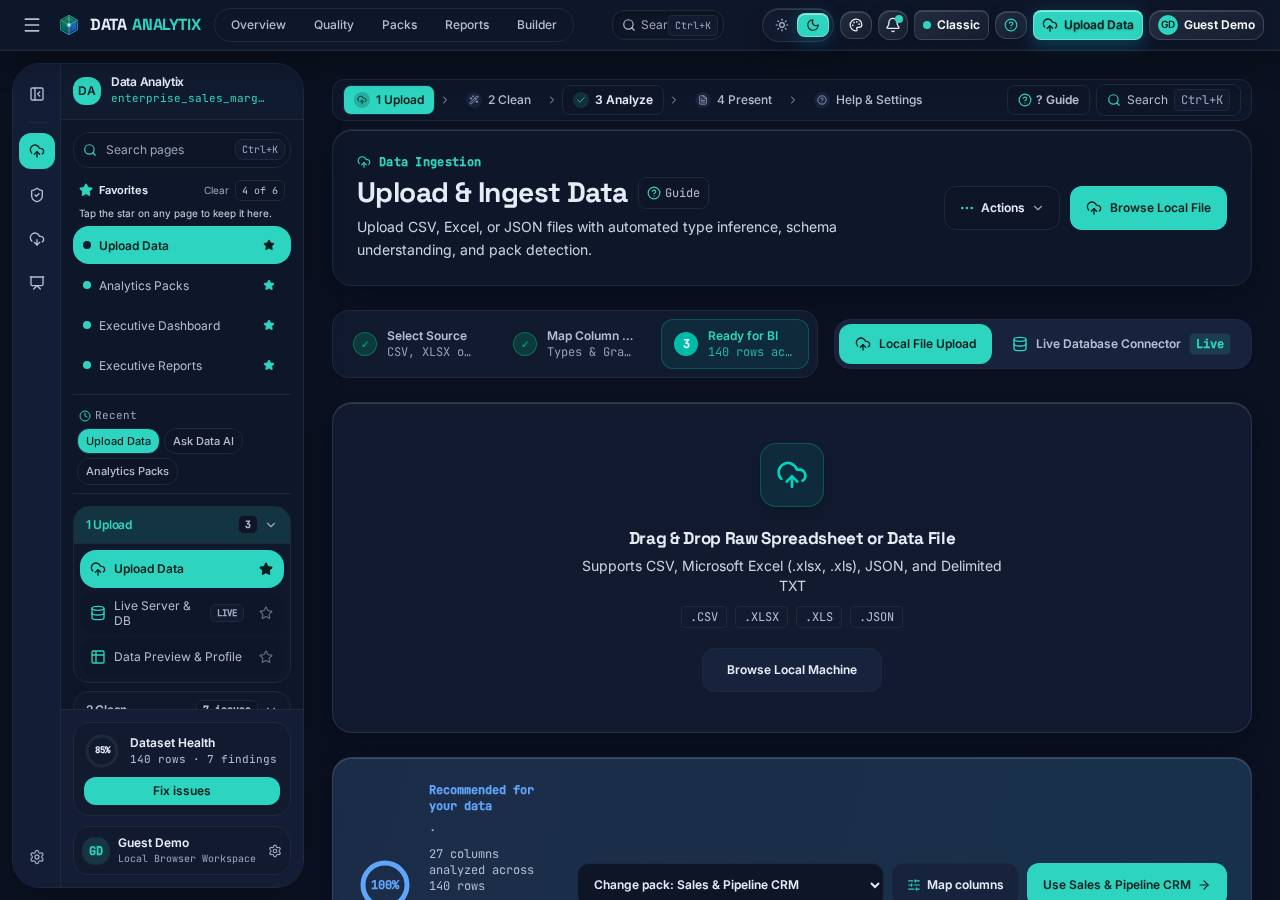 DATA ANALYTIX
Overview
Quality
Packs
Reports
Builder
Sear
Ctrl+K
Classic
Upload Data
GD
Guest Demo
DA
Data Analytix
enterprise_sales_marg…
Search pages
Ctrl+K
Favorites
Clear
4 of 6
Tap the star on any page to keep it here.
Upload Data
Analytics Packs
Executive Dashboard
Executive Reports
Recent
Upload Data
Ask Data AI
Analytics Packs
1 Upload
3
Upload Data
Live Server &
DB
LIVE
Data Preview & Profile
2 Clean
7 issues
85%
Dataset Health
140 rows · 7 findings
Fix issues
GD
Guest Demo
Local Browser Workspace
1 Upload
2 Clean
3 Analyze
4 Present
Help & Settings
? Guide
Search
Ctrl+K
Data Ingestion
Upload & Ingest Data
Guide
Upload CSV, Excel, or JSON files with automated type inference, schema
understanding, and pack detection.
Actions
Browse Local File
✓
Select Source
CSV, XLSX o…
✓
Map Column …
Types & Gra…
3
Ready for BI
140 rows ac…
Local File Upload
Live Database Connector
Live
Drag & Drop Raw Spreadsheet or Data File
Supports CSV, Microsoft Excel (.xlsx, .xls), JSON, and Delimited
TXT
.CSV
.XLSX
.XLS
.JSON
Browse Local Machine
100%
Recommended for
your data
·
27 columns
analyzed across
140 rows
Change pack: Sales & Pipeline CRM
Map columns
Use Sales & Pipeline CRM